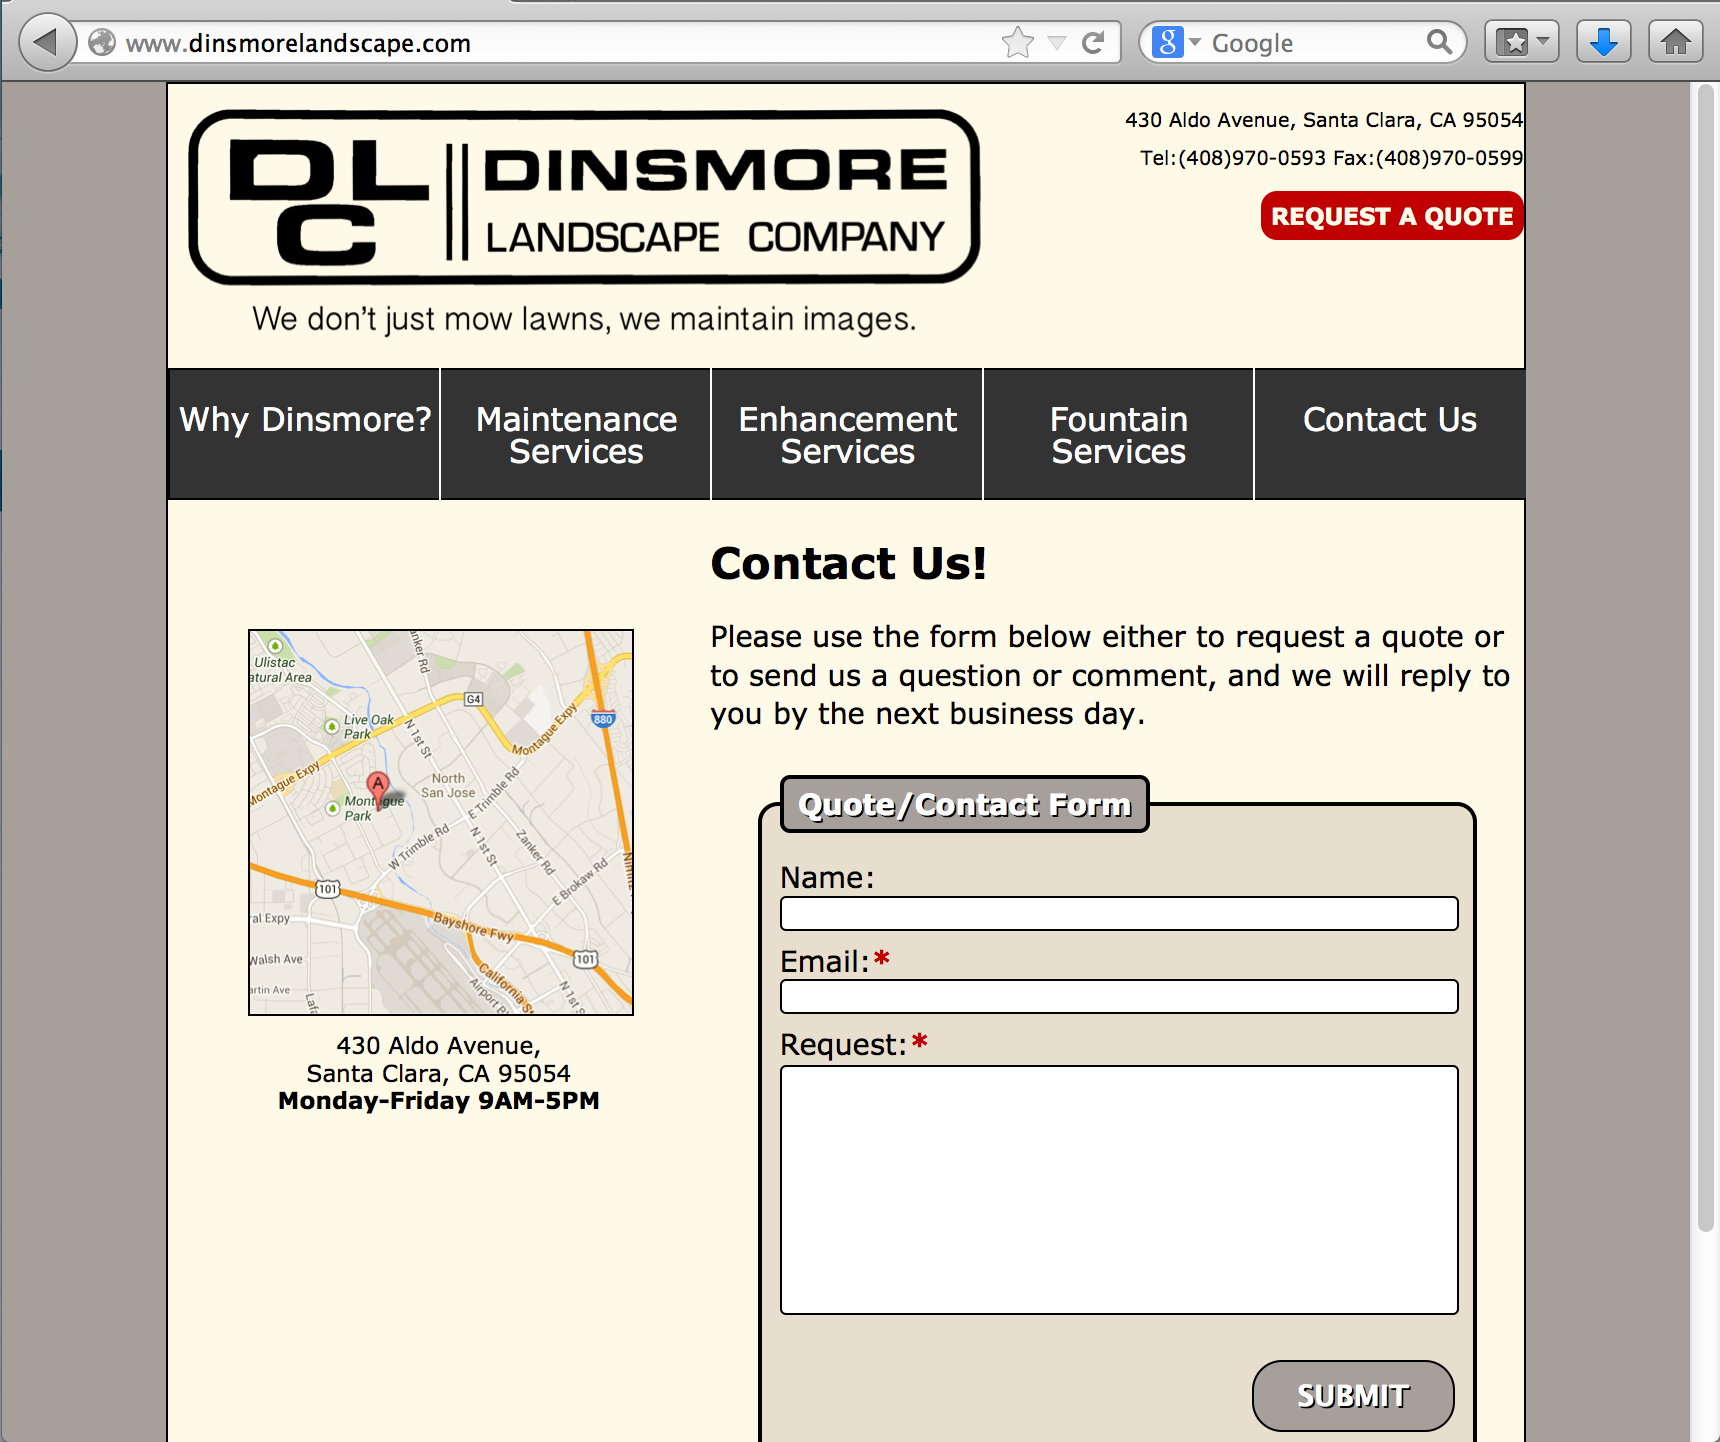 www.dinsmorelandscape.com
Google
DLC DINSMORE
LANDSCAPE COMPANY
We don't just mow lawns, we maintain images.
430 Aldo Avenue, Santa Clara, CA 95054
Tel:(408)970-0593 Fax:(408)970-0599
REQUEST A QUOTE
Why Dinsmore?
Maintenance
Services
Enhancement
Services
Fountain
Services
Contact Us
Ulistac
atural Area
Live Oak
Park
Montague Expy
A
Montague
Park
North
San Jose
G4
880
Montague Expy
N 1st St
E Trimble Rd
W Trimble Rd
N 1st St
Zanker Rd
E Brokaw Rd
101
al Expy
Bayshore Fwy
101
Walsh Ave
California S
Airport B
N 1st S
artin Ave
Lafa
430 Aldo Avenue,
Santa Clara, CA 95054
Monday-Friday 9AM-5PM
Contact Us!
Please use the form below either to request a quote or
to send us a question or comment, and we will reply to
you by the next business day.
Quote/Contact Form
Name:
Email:*
Request:*
SUBMIT